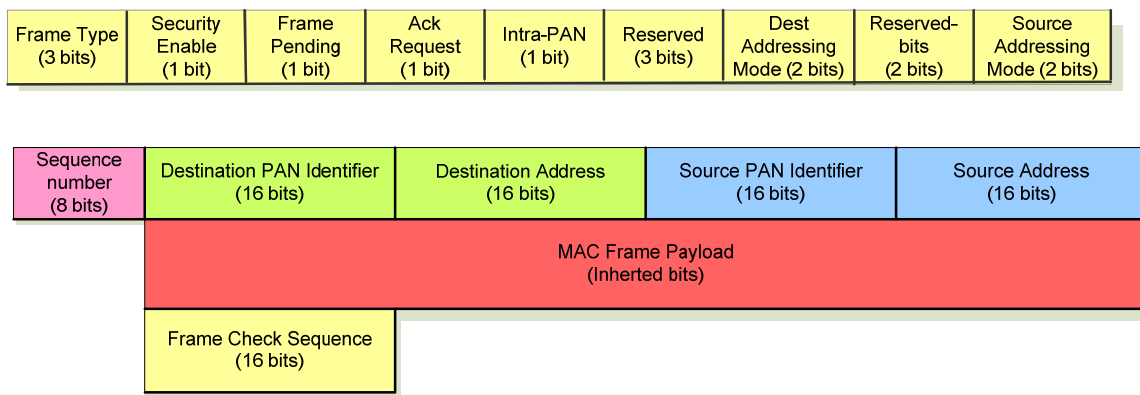 Frame Type
(3 bits)
Security
Enable
(1 bit)
Frame
Pending
(1 bit)
Ack
Request
(1 bit)
Intra-PAN
(1 bit)
Reserved
(3 bits)
Dest
Addressing
Mode (2 bits)
Reserved-
bits
(2 bits)
Source
Addressing
Mode (2 bits)
Sequence
number
(8 bits)
Destination PAN Identifier
(16 bits)
Destination Address
(16 bits)
Source PAN Identifier
(16 bits)
Source Address
(16 bits)
MAC Frame Payload
(Inherited bits)
Frame Check Sequence
(16 bits)